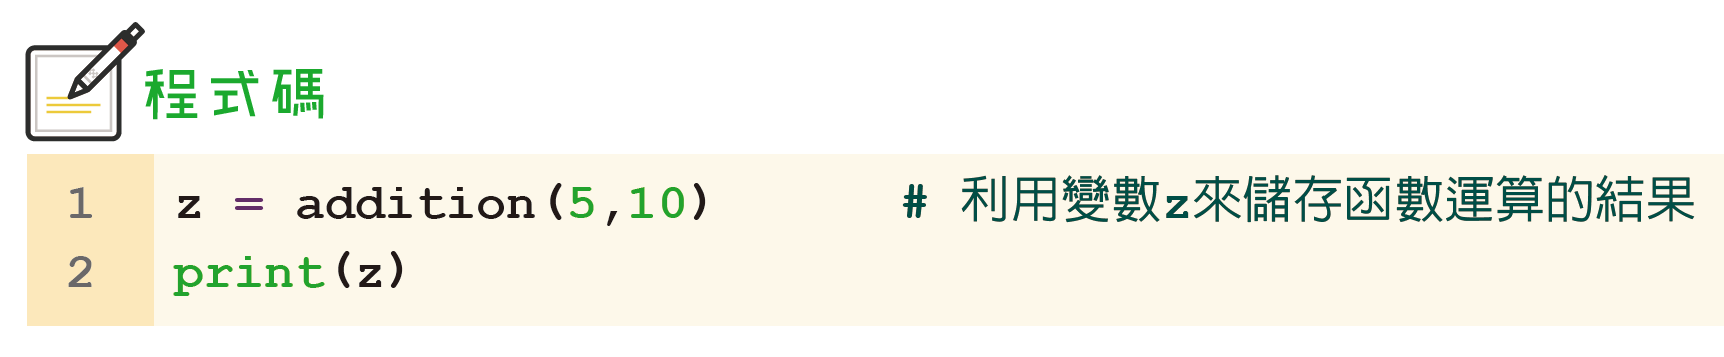 程式碼
1 z = addition(5,10) # 利用變數z來儲存函數運算的結果
2 print(z)